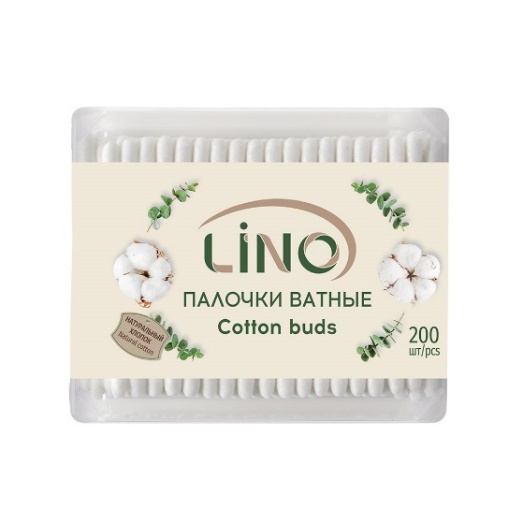 LiNO
ПАЛОЧКИ ВАТНЫЕ
Cotton buds
НАТУРАЛЬНЫЙ
ХЛОПОК
Natural cotton
200
шт/pcs